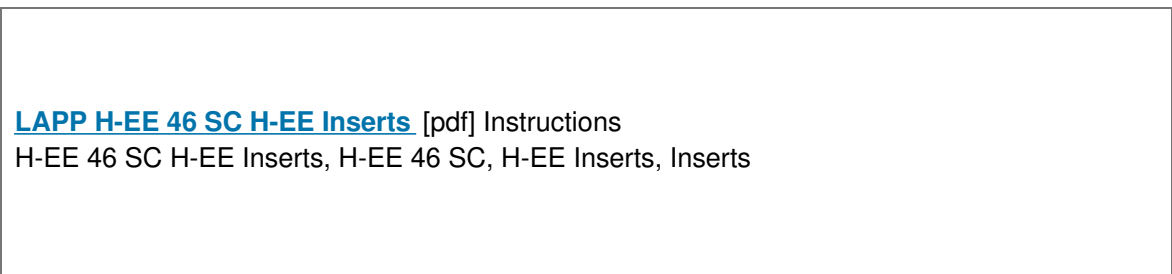 LAPP H-EE 46 SC H-EE Inserts [pdf] Instructions
H-EE 46 SC H-EE Inserts, H-EE 46 SC, H-EE Inserts, Inserts